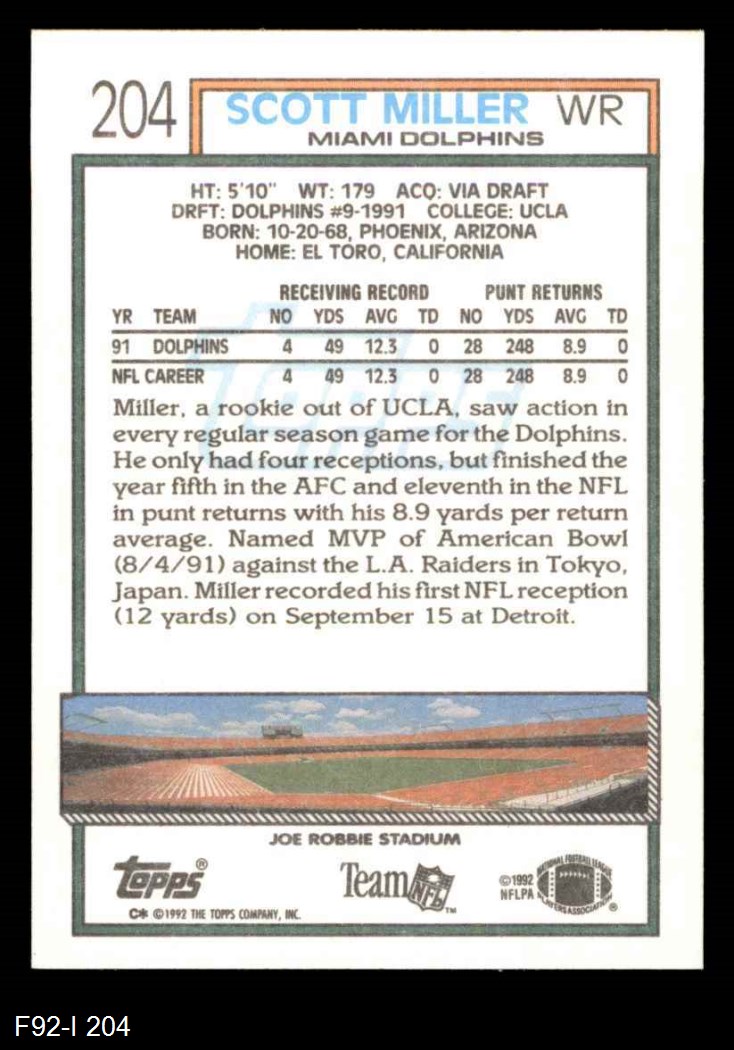 204 SCOTT MILLER WR
MIAMI DOLPHINS
HT: 5'10" WT: 179 ACQ: VIA DRAFT
DRFT: DOLPHINS #9-1991 COLLEGE: UCLA
BORN: 10-20-68, PHOENIX, ARIZONA
HOME: EL TORO, CALIFORNIA
RECEIVING RECORD PUNT RETURNS
YR TEAM NO YDS AVG TD NO YDS AVG TD
91 DOLPHINS 4 49 12.3 0 28 248 8.9 0
NFL CAREER 4 49 12.3 0 28 248 8.9 0
Topps
Miller, a rookie out of UCLA, saw action in
every regular season game for the Dolphins.
He only had four receptions, but finished the
year fifth in the AFC and eleventh in the NFL
in punt returns with his 8.9 yards per return
average. Named MVP of American Bowl
(8/4/91) against the L.A. Raiders in Tokyo,
Japan. Miller recorded his first NFL reception
(12 yards) on September 15 at Detroit.
JOE ROBBIE STADIUM
Topps®
Team NFL™
©1992
NFLPA
NATIONAL FOOTBALL LEAGUE
PLAYERS ASSOCIATION ®
C* ©1992 THE TOPPS COMPANY, INC.
F92-I 204